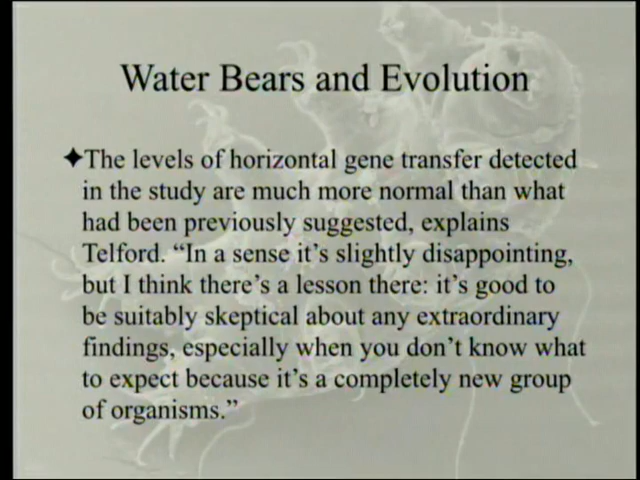 Water Bears and Evolution
✦The levels of horizontal gene transfer detected
in the study are much more normal than what
had been previously suggested, explains
Telford. “In a sense it’s slightly disappointing,
but I think there’s a lesson there: it’s good to
be suitably skeptical about any extraordinary
findings, especially when you don’t know what
to expect because it’s a completely new group
of organisms.”